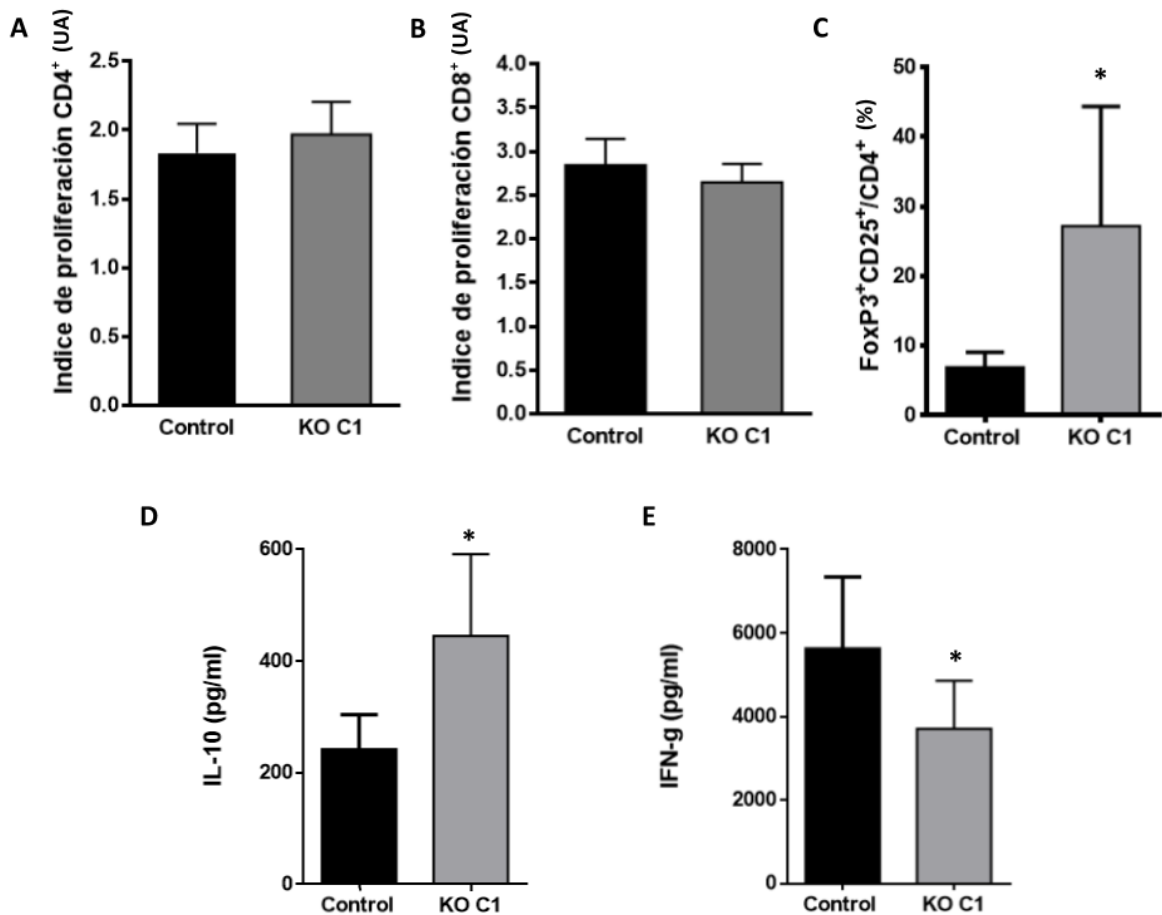 A
Indice de proliferación CD4⁺ (UA)
2.5
2.0
1.5
1.0
0.5
0.0
Control KO C1
B
Indice de proliferación CD8⁺ (UA)
4.0
3.5
3.0
2.5
2.0
1.5
1.0
0.5
0.0
Control KO C1
C
FoxP3⁺CD25⁺/CD4⁺ (%)
50
40
30
20
10
0
*
Control KO C1
D
IL-10 (pg/ml)
600
400
200
0
*
Control KO C1
E
IFN-g (pg/ml)
8000
6000
4000
2000
0
*
Control KO C1